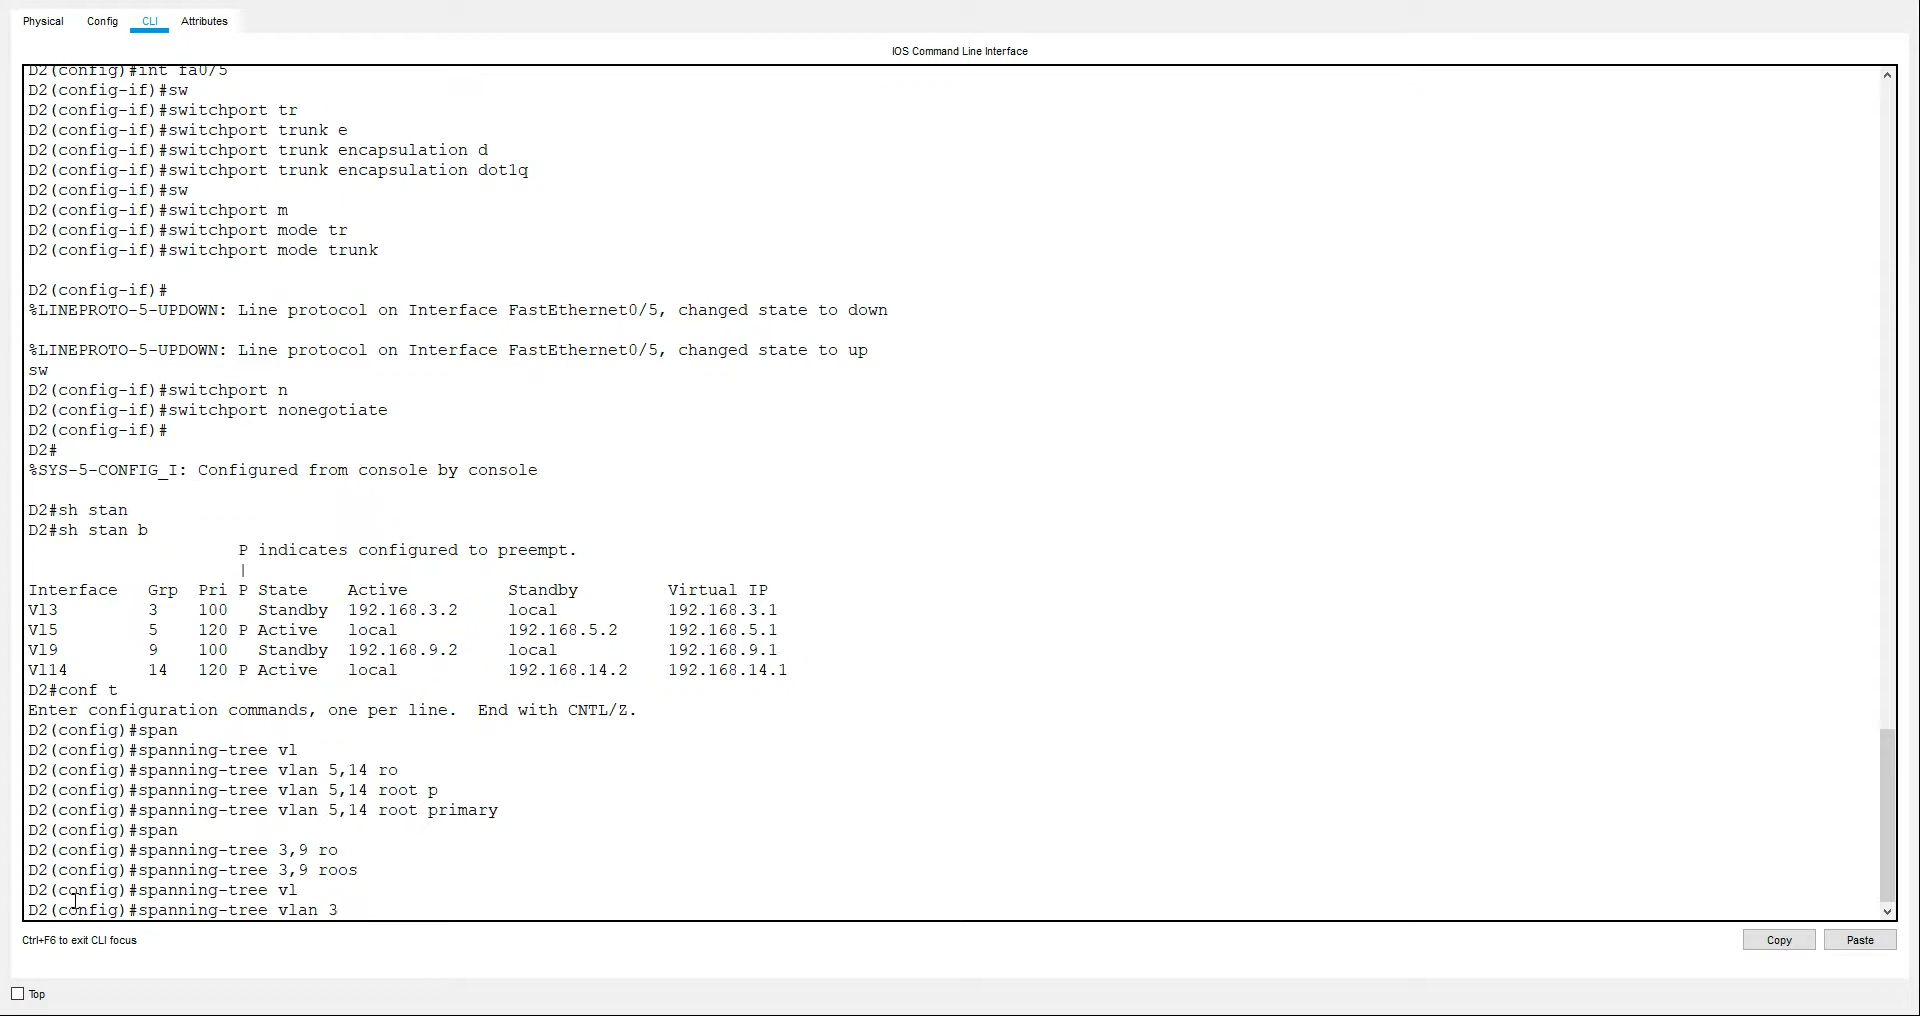 Physical Config CLI Attributes
IOS Command Line Interface
D2(config)#int fa0/5
D2(config-if)#sw
D2(config-if)#switchport tr
D2(config-if)#switchport trunk e
D2(config-if)#switchport trunk encapsulation d
D2(config-if)#switchport trunk encapsulation dot1q
D2(config-if)#sw
D2(config-if)#switchport m
D2(config-if)#switchport mode tr
D2(config-if)#switchport mode trunk
D2(config-if)#
%LINEPROTO-5-UPDOWN: Line protocol on Interface FastEthernet0/5, changed state to down
%LINEPROTO-5-UPDOWN: Line protocol on Interface FastEthernet0/5, changed state to up
sw
D2(config-if)#switchport n
D2(config-if)#switchport nonegotiate
D2(config-if)#
D2#
%SYS-5-CONFIG_I: Configured from console by console
D2#sh stan
D2#sh stan b
P indicates configured to preempt.
|
Interface Grp Pri P State Active Standby Virtual IP
Vl3 3 100 Standby 192.168.3.2 local 192.168.3.1
Vl5 5 120 P Active local 192.168.5.2 192.168.5.1
Vl9 9 100 Standby 192.168.9.2 local 192.168.9.1
Vl14 14 120 P Active local 192.168.14.2 192.168.14.1
D2#conf t
Enter configuration commands, one per line. End with CNTL/Z.
D2(config)#span
D2(config)#spanning-tree vl
D2(config)#spanning-tree vlan 5,14 ro
D2(config)#spanning-tree vlan 5,14 root p
D2(config)#spanning-tree vlan 5,14 root primary
D2(config)#span
D2(config)#spanning-tree 3,9 ro
D2(config)#spanning-tree 3,9 roos
D2(config)#spanning-tree vl
D2(config)#spanning-tree vlan 3
Ctrl+F6 to exit CLI focus
Copy Paste
Top